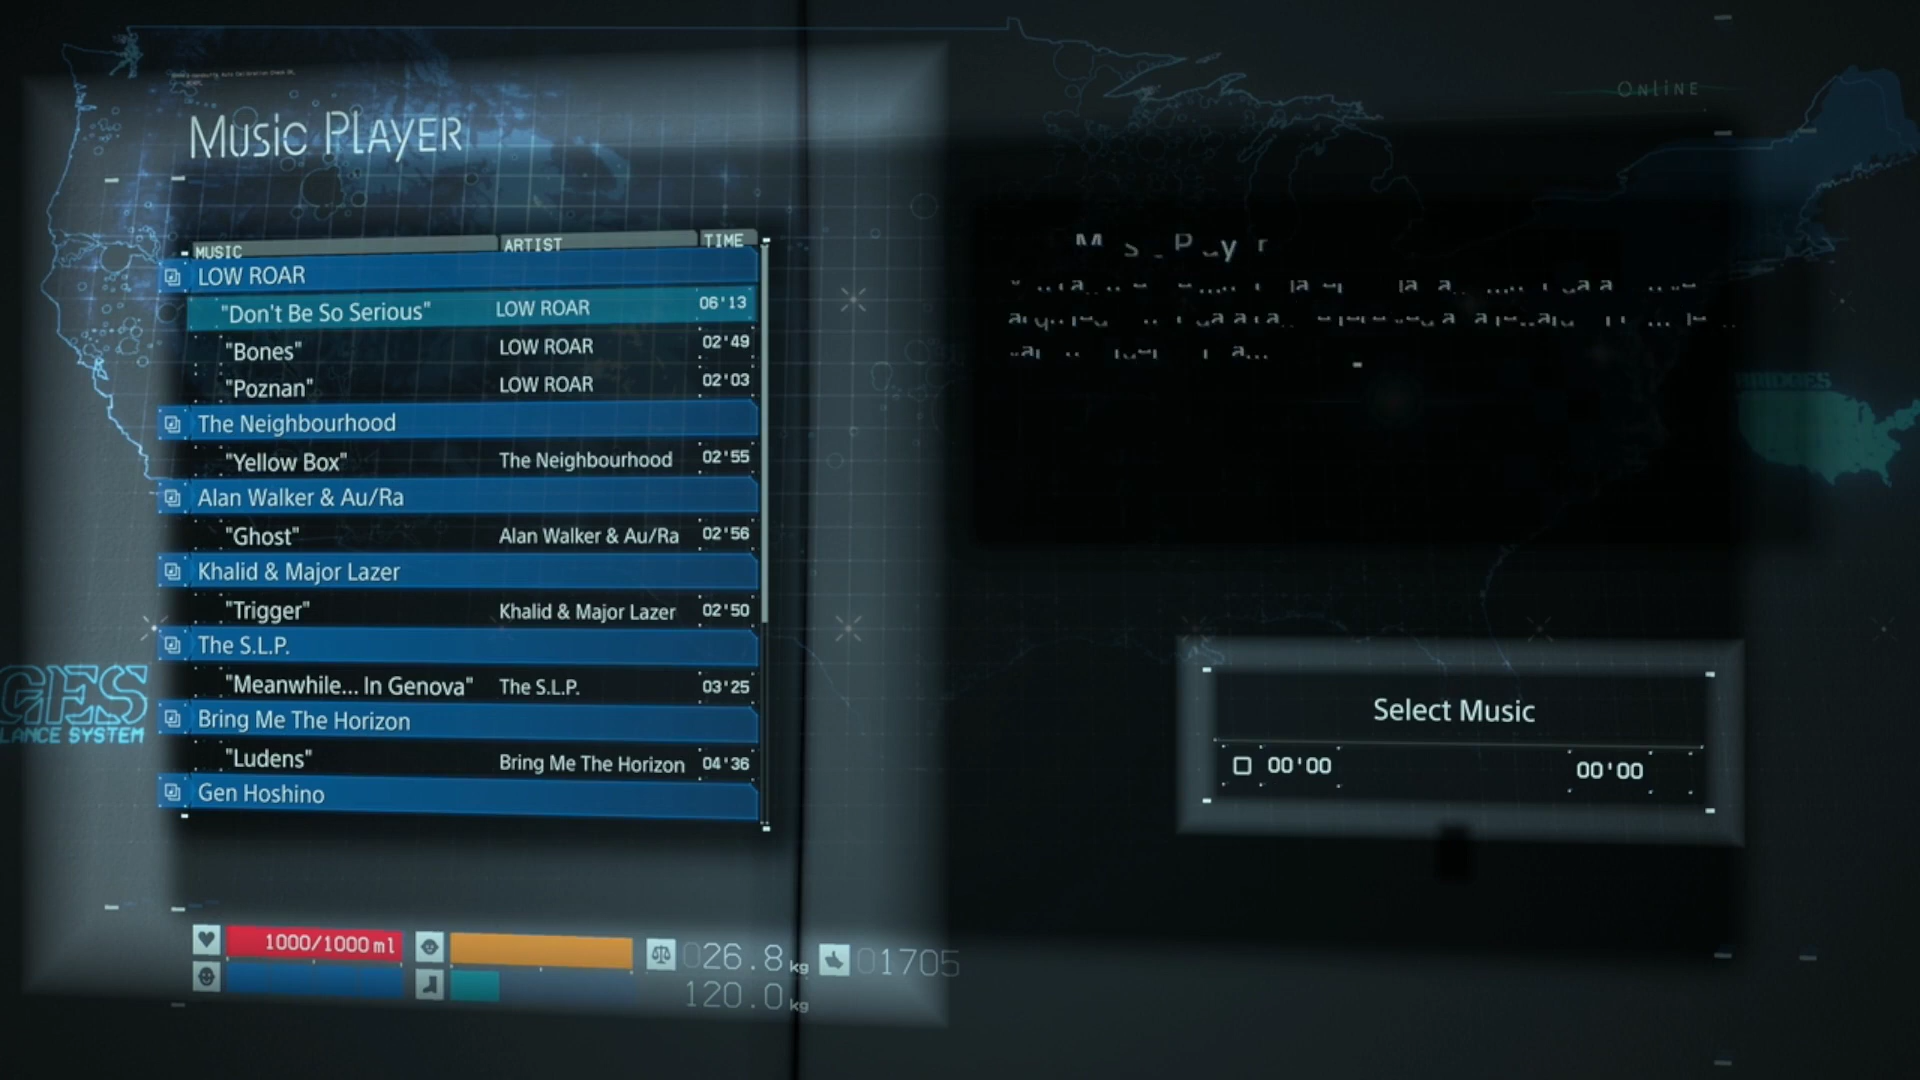 Online
Music Player
MUSIC ARTIST TIME
LOW ROAR
"Don't Be So Serious" LOW ROAR 06'13
"Bones" LOW ROAR 02'49
"Poznan" LOW ROAR 02'03
The Neighbourhood
"Yellow Box" The Neighbourhood 02'55
Alan Walker & Au/Ra
"Ghost" Alan Walker & Au/Ra 02'56
Khalid & Major Lazer
"Trigger" Khalid & Major Lazer 02'50
The S.L.P.
"Meanwhile... In Genova" The S.L.P. 03'25
Bring Me The Horizon
"Ludens" Bring Me The Horizon 04'36
Gen Hoshino
BRIDGES
GES
LANCE SYSTEM
Select Music
00'00 00'00
1000/1000 ml
026.8 kg
01705
120.0 kg